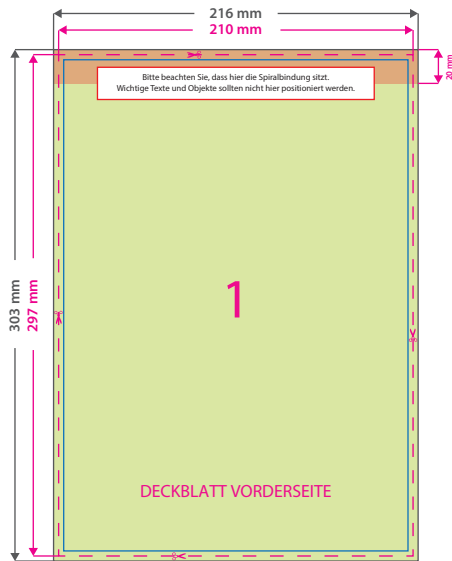 216 mm
210 mm
20 mm
Bitte beachten Sie, dass hier die Spiralbindung sitzt.
Wichtige Texte und Objekte sollten nicht hier positioniert werden.
303 mm
297 mm
1
DECKBLATT VORDERSEITE